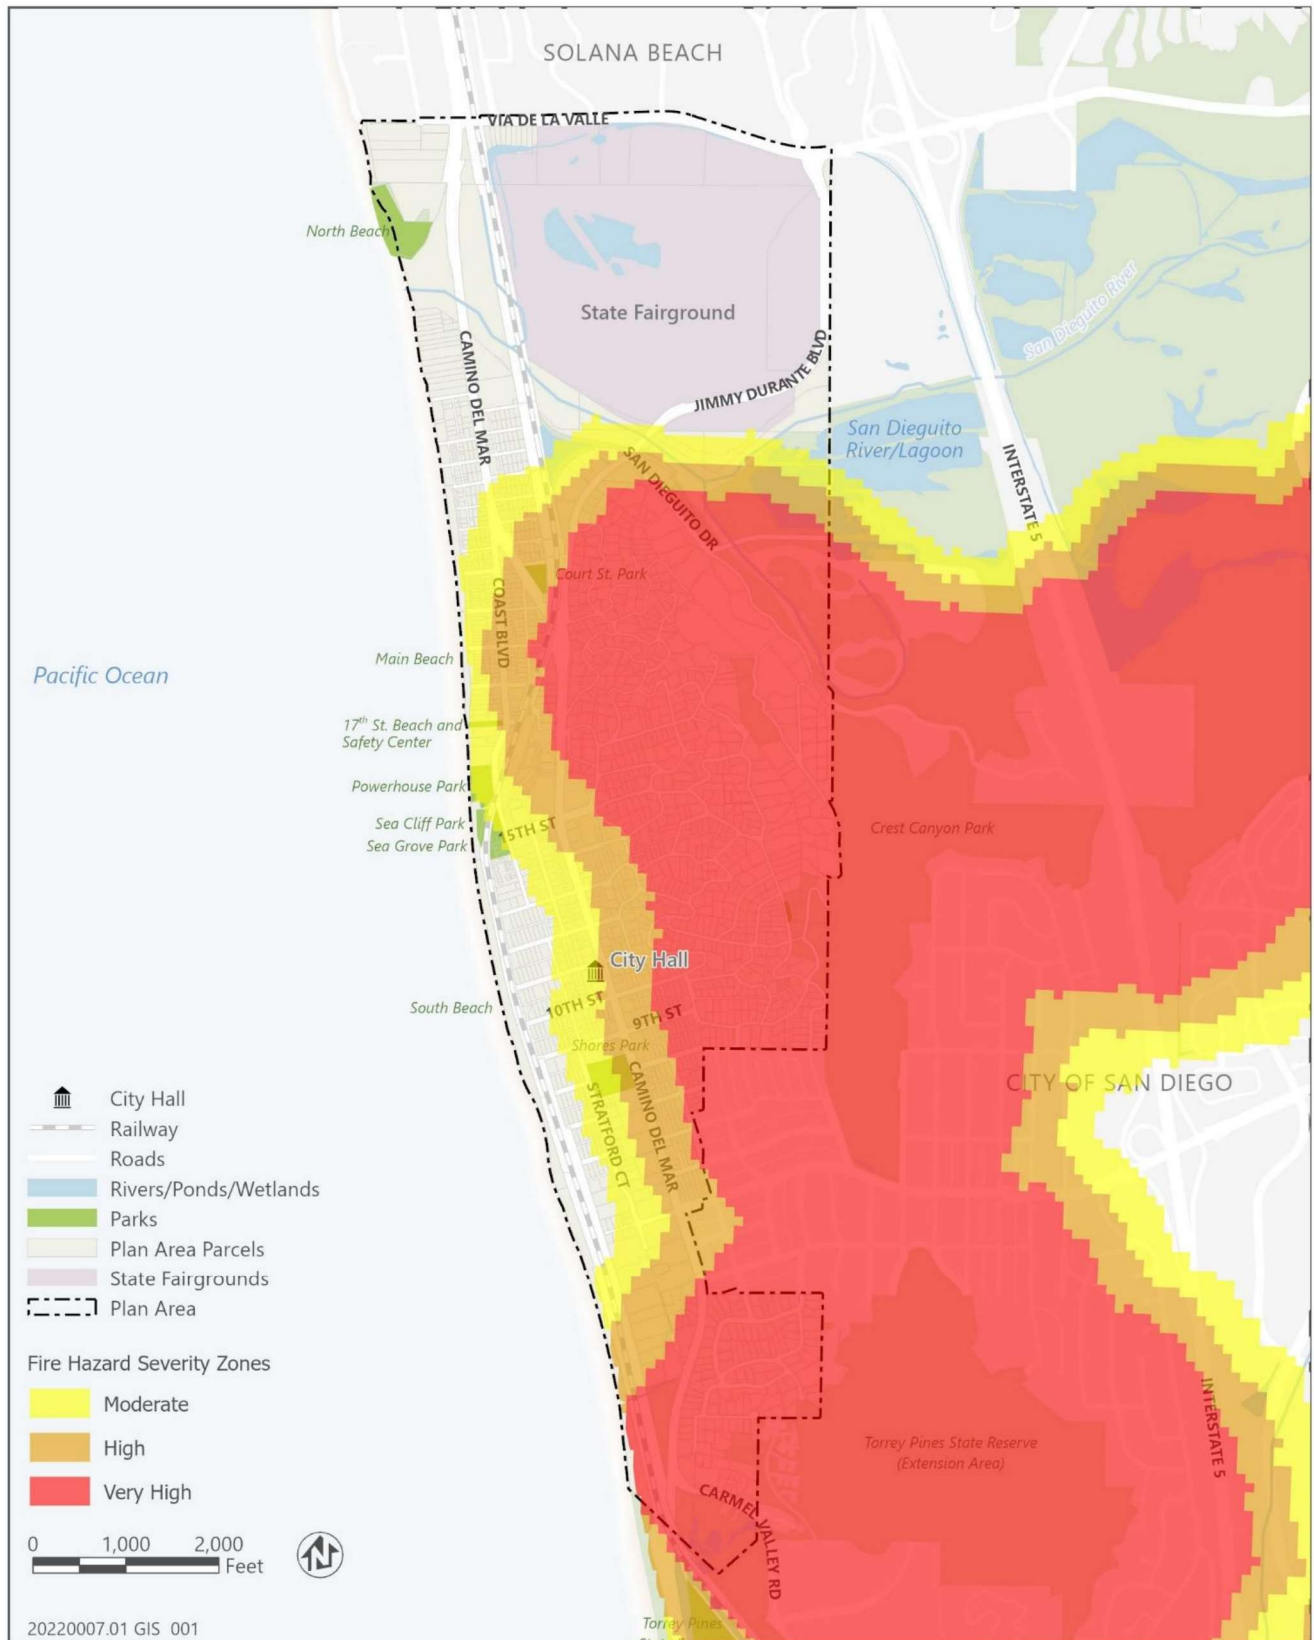 SOLANA BEACH
VIA DE LA VALLE
North Beach
State Fairground
CAMINO DEL MAR
JIMMY DURANTE BLVD
San Dieguito River
San Dieguito
River/Lagoon
INTERSTATE 5
SAN DIEGUITO DR
Court St. Park
COAST BLVD
Main Beach
Pacific Ocean
17th St. Beach and
Safety Center
Powerhouse Park
Sea Cliff Park
15TH ST
Sea Grove Park
Crest Canyon Park
City Hall
South Beach
10TH ST
9TH ST
Shores Park
CITY OF SAN DIEGO
STRATFORD CT
CAMINO DEL MAR
City Hall
Railway
Roads
Rivers/Ponds/Wetlands
Parks
Plan Area Parcels
State Fairgrounds
Plan Area
Fire Hazard Severity Zones
Moderate
High
Very High
INTERSTATE 5
Torrey Pines State Reserve
(Extension Area)
CARMEL VALLEY RD
0 1,000 2,000
Feet
N
Torrey Pines
20220007.01 GIS 001